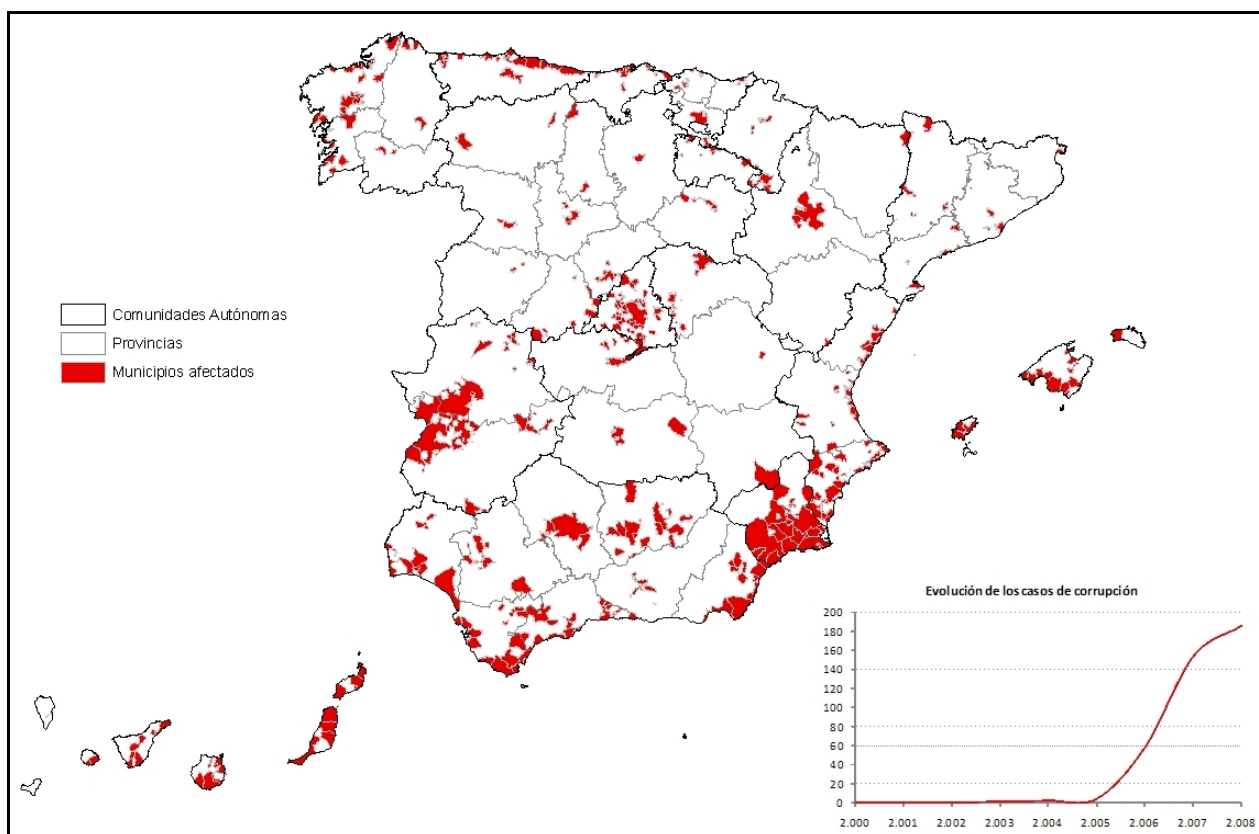 Comunidades Autónomas
Provincias
Municipios afectados
Evolución de los casos de corrupción
200
180
160
140
120
100
80
60
40
20
0
2.000 2.001 2.002 2.003 2.004 2.005 2.006 2.007 2.008